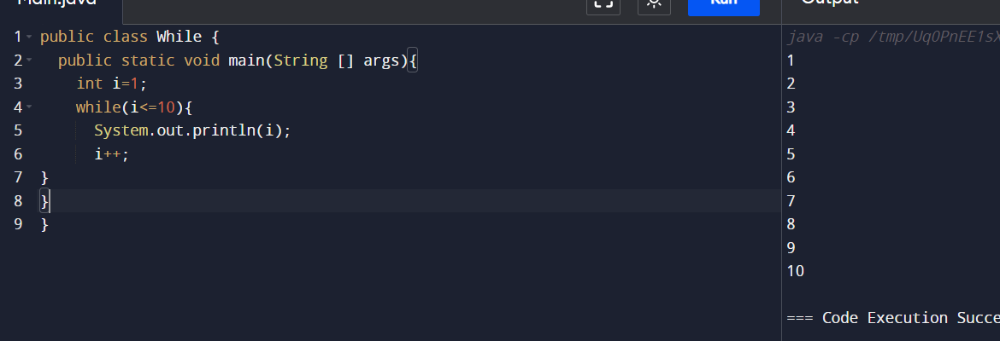 Main.java
Run
Output
1 public class While {
2 public static void main(String [] args){
3 int i=1;
4 while(i<=10){
5 System.out.println(i);
6 i++;
7 }
8 }
9 }
java -cp /tmp/Uq0PnEE1sX
1
2
3
4
5
6
7
8
9
10
=== Code Execution Succe